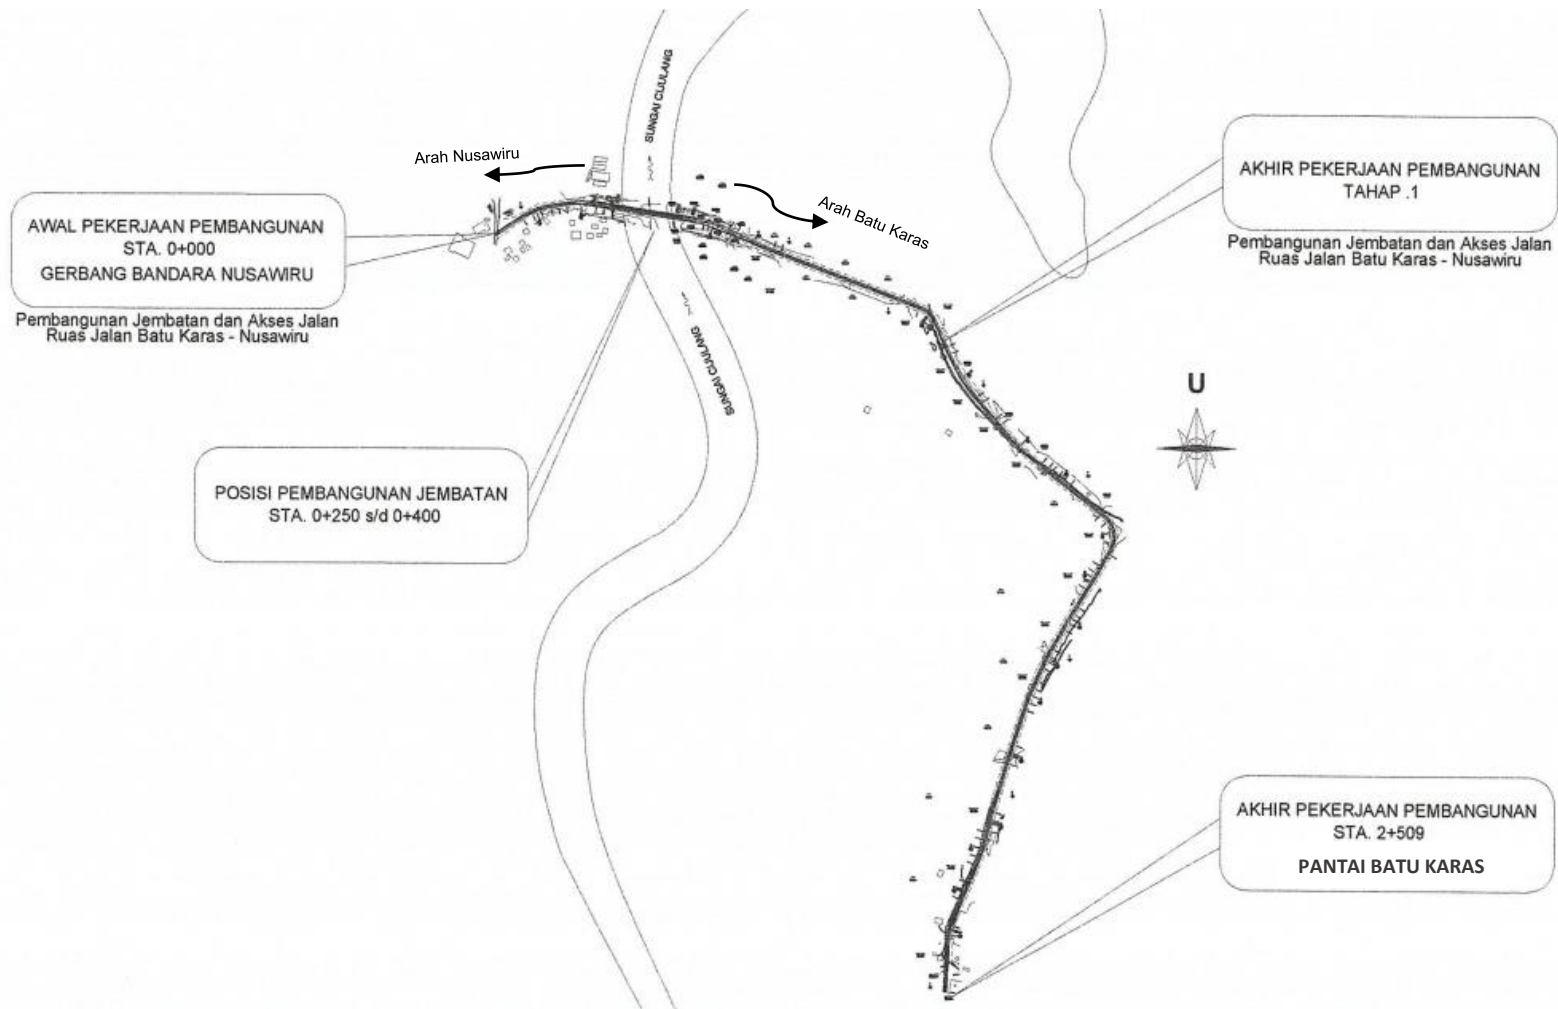 SUNGAI CIJULANG
Arah Nusawiru
Arah Batu Karas
AWAL PEKERJAAN PEMBANGUNAN
STA. 0+000
GERBANG BANDARA NUSAWIRU
Pembangunan Jembatan dan Akses Jalan
Ruas Jalan Batu Karas - Nusawiru
AKHIR PEKERJAAN PEMBANGUNAN
TAHAP .1
Pembangunan Jembatan dan Akses Jalan
Ruas Jalan Batu Karas - Nusawiru
SUNGAI CIJULANG
U
POSISI PEMBANGUNAN JEMBATAN
STA. 0+250 s/d 0+400
AKHIR PEKERJAAN PEMBANGUNAN
STA. 2+509
PANTAI BATU KARAS